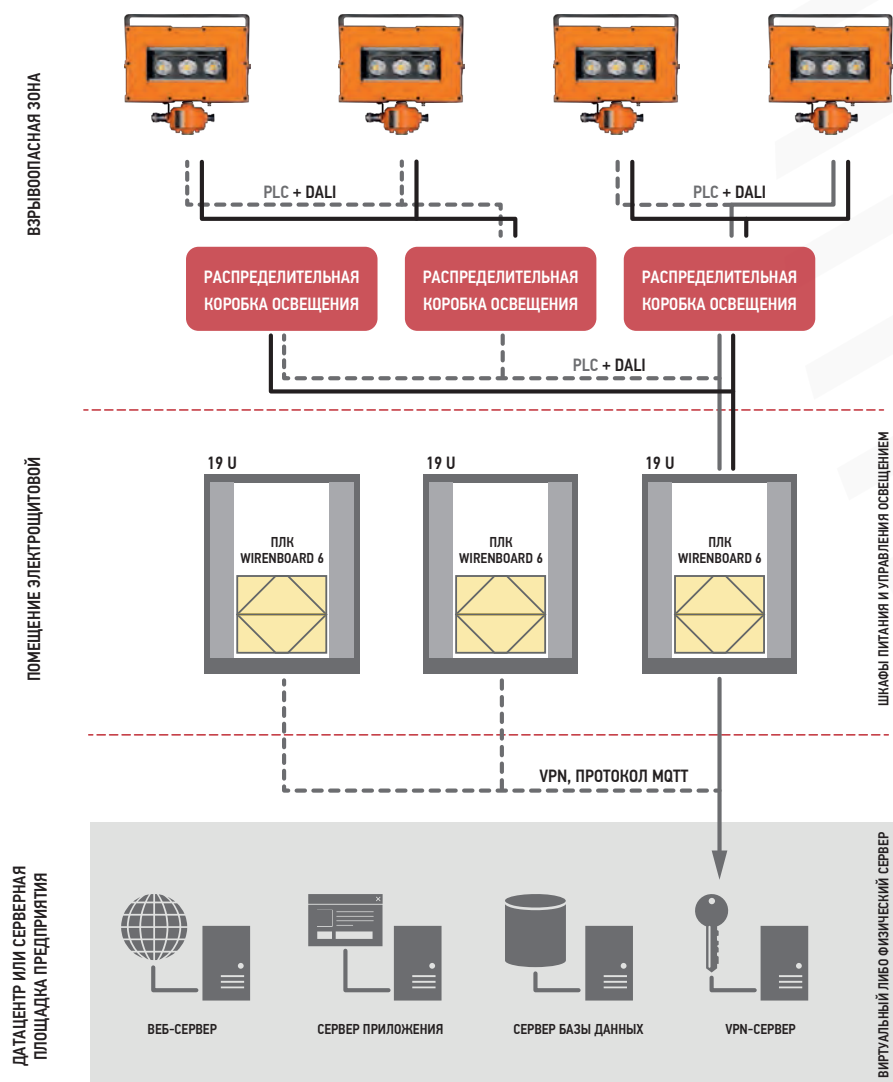 ВЗРЫВООПАСНАЯ ЗОНА
PLC + DALI
PLC + DALI
РАСПРЕДЕЛИТЕЛЬНАЯ
КОРОБКА ОСВЕЩЕНИЯ
РАСПРЕДЕЛИТЕЛЬНАЯ
КОРОБКА ОСВЕЩЕНИЯ
РАСПРЕДЕЛИТЕЛЬНАЯ
КОРОБКА ОСВЕЩЕНИЯ
PLC + DALI
ПОМЕЩЕНИЕ ЭЛЕКТРОЩИТОВОЙ
19 U
19 U
19 U
ПЛК
WIRENBOARD 6
ПЛК
WIRENBOARD 6
ПЛК
WIRENBOARD 6
ШКАФЫ ПИТАНИЯ И УПРАВЛЕНИЯ ОСВЕЩЕНИЕМ
VPN, ПРОТОКОЛ MQTT
ДАТАЦЕНТР ИЛИ СЕРВЕРНАЯ
ПЛОЩАДКА ПРЕДПРИЯТИЯ
ВЕБ-СЕРВЕР
СЕРВЕР ПРИЛОЖЕНИЯ
СЕРВЕР БАЗЫ ДАННЫХ
VPN-СЕРВЕР
ВИРТУАЛЬНЫЙ ЛИБО ФИЗИЧЕСКИЙ СЕРВЕР